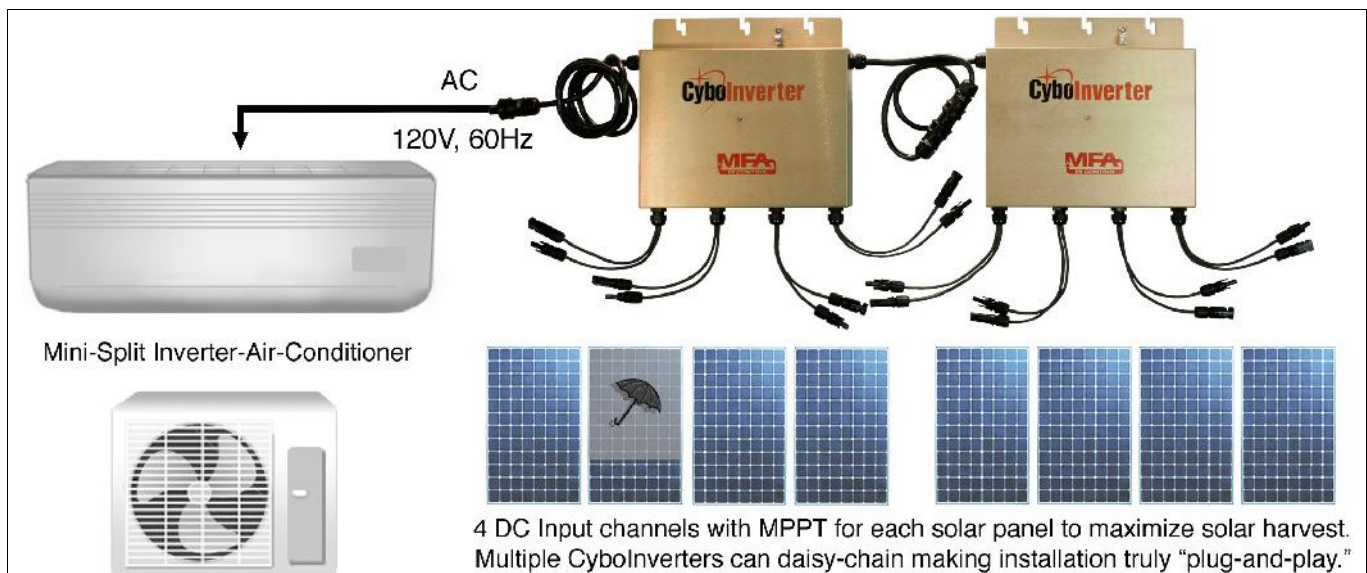 AC
120V, 60Hz
CyboInverter
MFA
CyboInverter
MFA
Mini-Split Inverter-Air-Conditioner
4 DC Input channels with MPPT for each solar panel to maximize solar harvest.
Multiple CyboInverters can daisy-chain making installation truly “plug-and-play.”